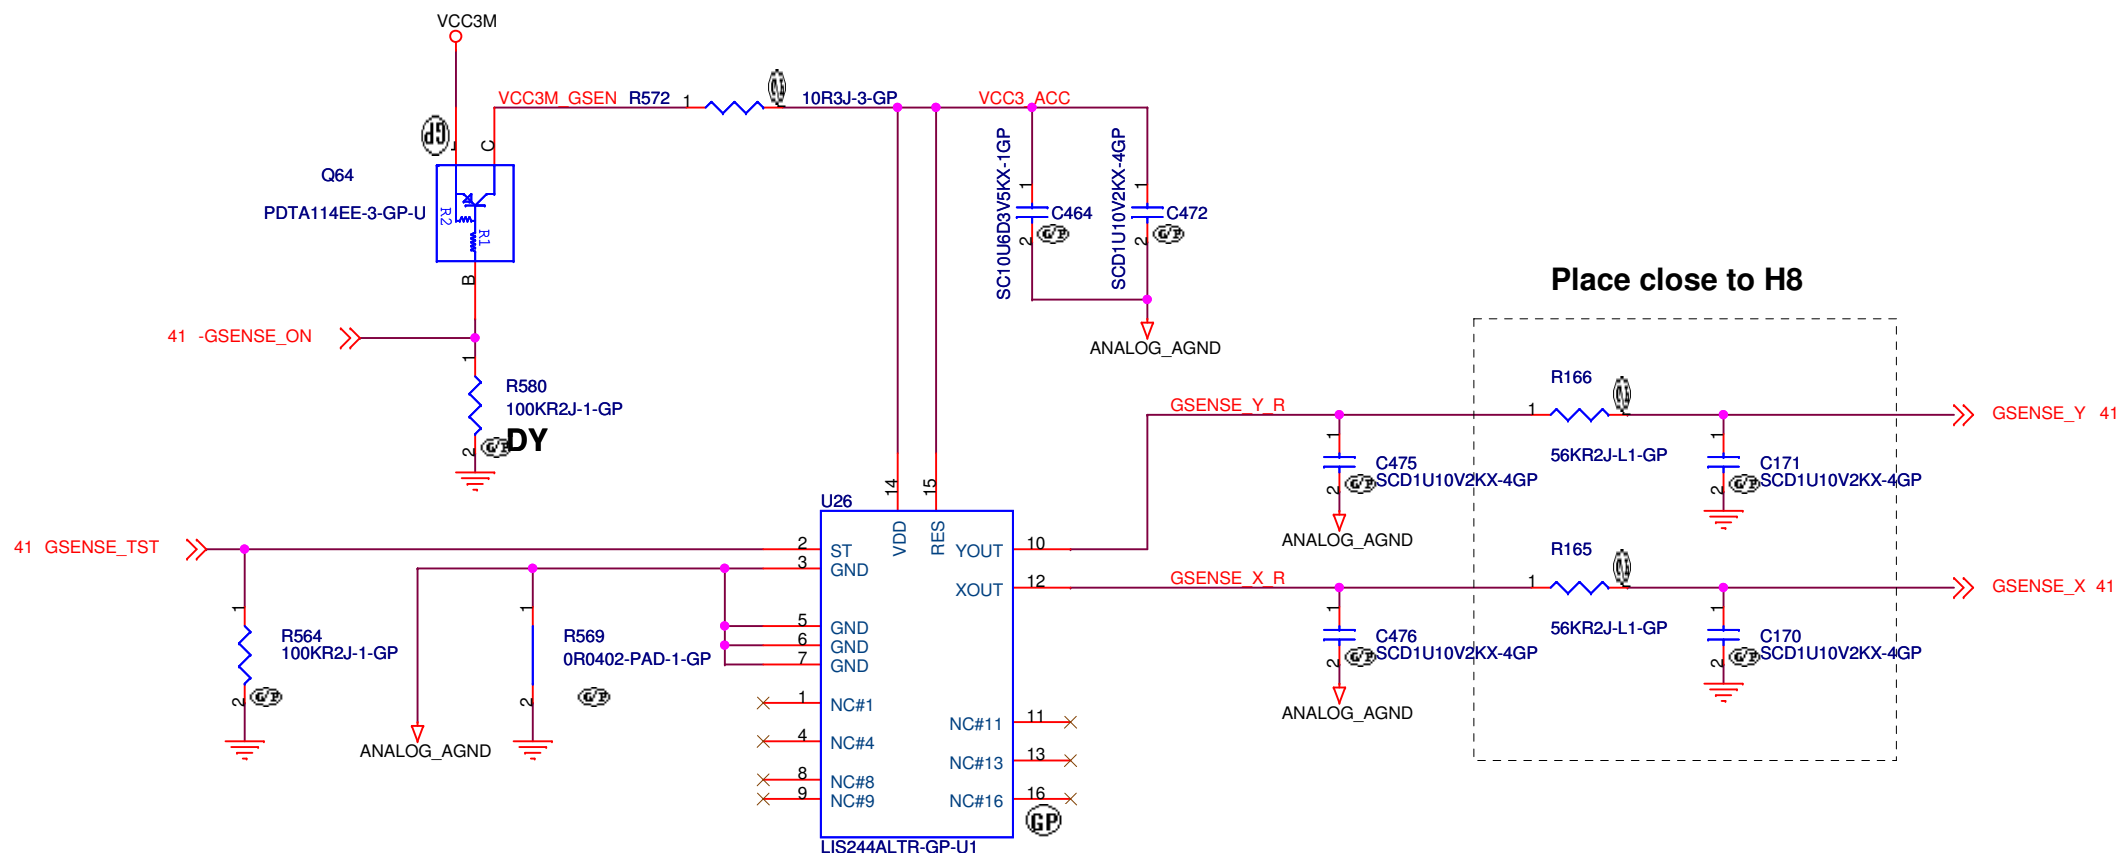 VCC3M
VCC3M_GSEN
R572
1
10R3J-3-GP
VCC3_ACC
GP
C
Q64
PDTA114EE-3-GP-U
R2
R1
B
SC10U6D3V5KX-1GP
1
C464
2
G/P
SCD1U10V2KX-4GP
1
C472
2
G/P
ANALOG_AGND
41 -GSENSE_ON
1
R580
100KR2J-1-GP
2
G/P
DY
Place close to H8
R166
GSENSE_Y_R
1
GSENSE_Y 41
56KR2J-L1-GP
1
C475
SCD1U10V2KX-4GP
2
G/P
ANALOG_AGND
1
C171
SCD1U10V2KX-4GP
2
G/P
R165
GSENSE_X_R
1
GSENSE_X 41
56KR2J-L1-GP
1
C476
SCD1U10V2KX-4GP
2
G/P
ANALOG_AGND
1
C170
SCD1U10V2KX-4GP
2
G/P
41 GSENSE_TST
1
R564
100KR2J-1-GP
2
G/P
ANALOG_AGND
1
R569
0R0402-PAD-1-GP
2
G/P
U26
14
VDD
15
RES
2 ST
3 GND
5 GND
6 GND
7 GND
1 NC#1
4 NC#4
8 NC#8
9 NC#9
YOUT 10
XOUT 12
NC#11 11
NC#13 13
NC#16 16
GP
LIS244ALTR-GP-U1